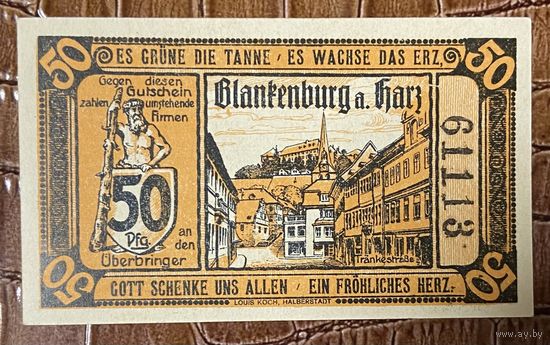 50
ES GRÜNE DIE TANNE / ES WACHSE DAS ERZ,
50
Gegen diesen
Gutschein
zahlen umstehende
Firmen
50
Pfg
an
den
Überbringer
Blankenburg a. Harz
61113
Tränkestraße
50
GOTT SCHENKE UNS ALLEN / EIN FRÖHLICHES HERZ.
50
LOUIS KOCH, HALBERSTADT
www.ay.by